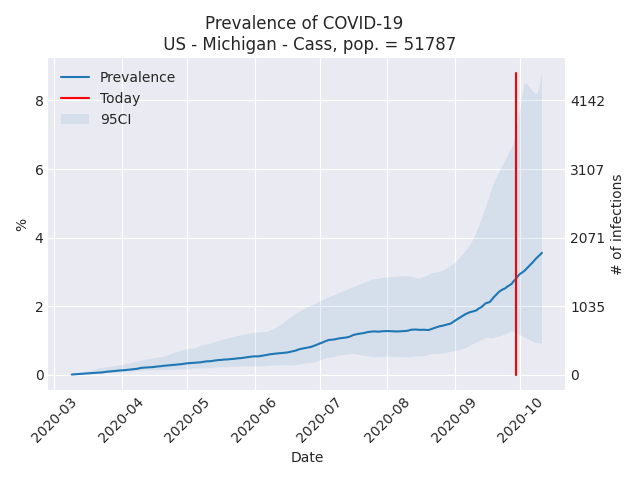 Prevalence of COVID-19
US - Michigan - Cass, pop. = 51787
Prevalence
Today
95CI
8
6
4
2
0
%
4142
3107
2071
1035
0
# of infections
2020-03
2020-04
2020-05
2020-06
2020-07
2020-08
2020-09
2020-10
Date